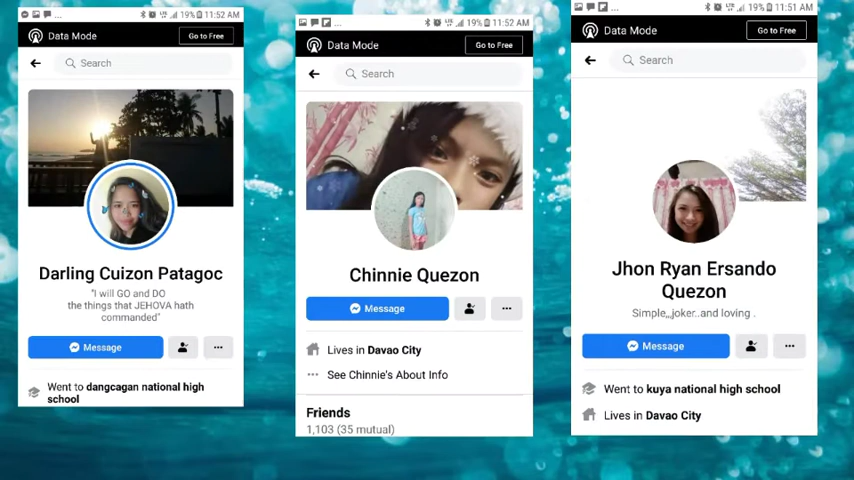 ... 19% 11:52 AM
Data Mode
Go to Free
Search
Darling Cuizon Patagoc
"I will GO and DO
the things that JEHOVA hath
commanded"
Message
...
Went to dangcagan national high
school
... 19% 11:52 AM
Data Mode
Go to Free
Search
Chinnie Quezon
Message
...
Lives in Davao City
... See Chinnie's About Info
Friends
1,103 (35 mutual)
... 19% 11:51 AM
Data Mode
Go to Free
Search
Jhon Ryan Ersando
Quezon
Simple,,,joker..and loving .
Message
...
Went to kuya national high school
Lives in Davao City